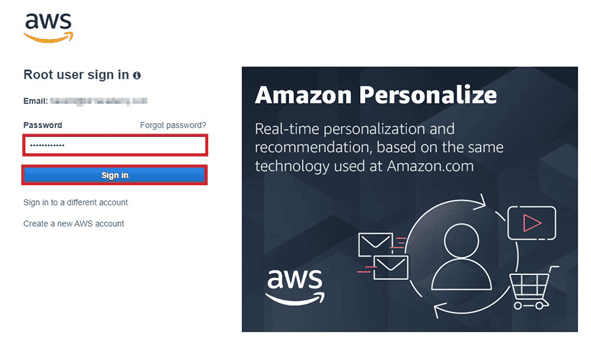 aws
Root user sign in
Email:
Password Forgot password?
Sign in
Sign in to a different account
Create a new AWS account
Amazon Personalize
Real-time personalization and
recommendation, based on the same
technology used at Amazon.com
aws